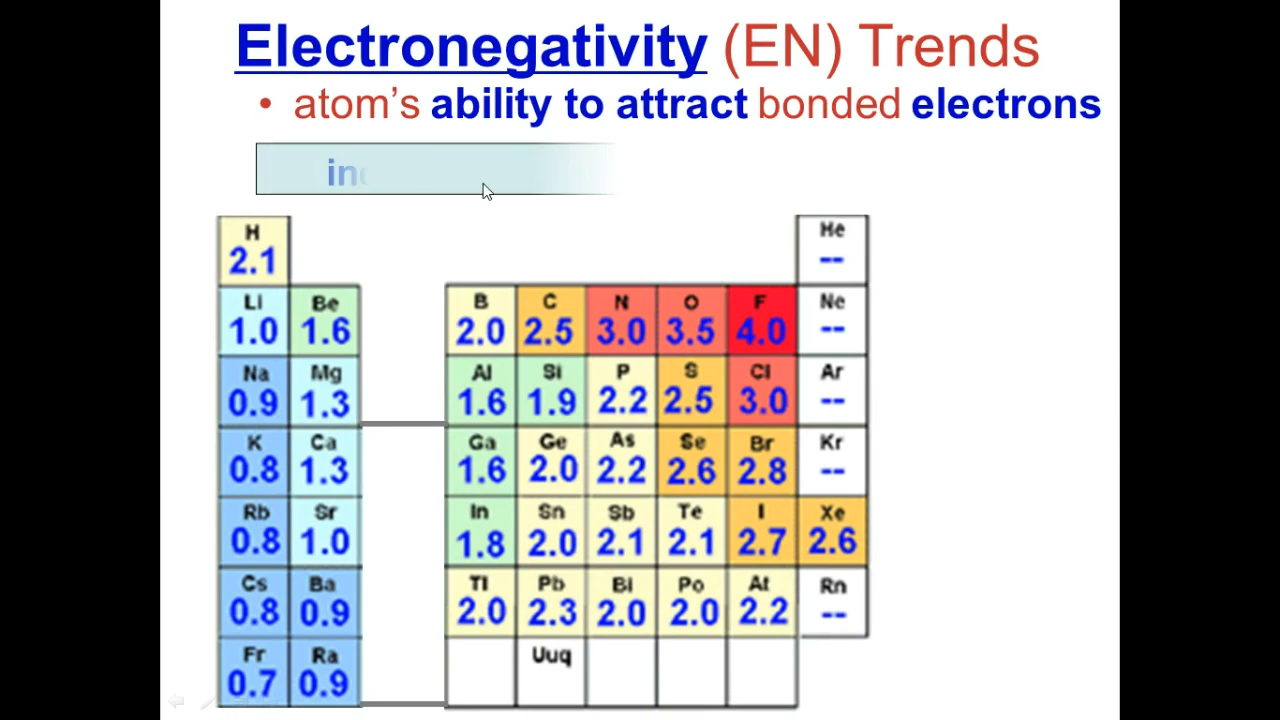 Electronegativity (EN) Trends
• atom's ability to attract bonded electrons
in
H He
2.1 --
Li Be B C N O F Ne
1.0 1.6 2.0 2.5 3.0 3.5 4.0 --
Na Mg Al Si P S Cl Ar
0.9 1.3 1.6 1.9 2.2 2.5 3.0 --
K Ca Ga Ge As Se Br Kr
0.8 1.3 1.6 2.0 2.2 2.6 2.8 --
Rb Sr In Sn Sb Te I Xe
0.8 1.0 1.8 2.0 2.1 2.1 2.7 2.6
Cs Ba Tl Pb Bi Po At Rn
0.8 0.9 2.0 2.3 2.0 2.0 2.2 --
Fr Ra Uuq
0.7 0.9